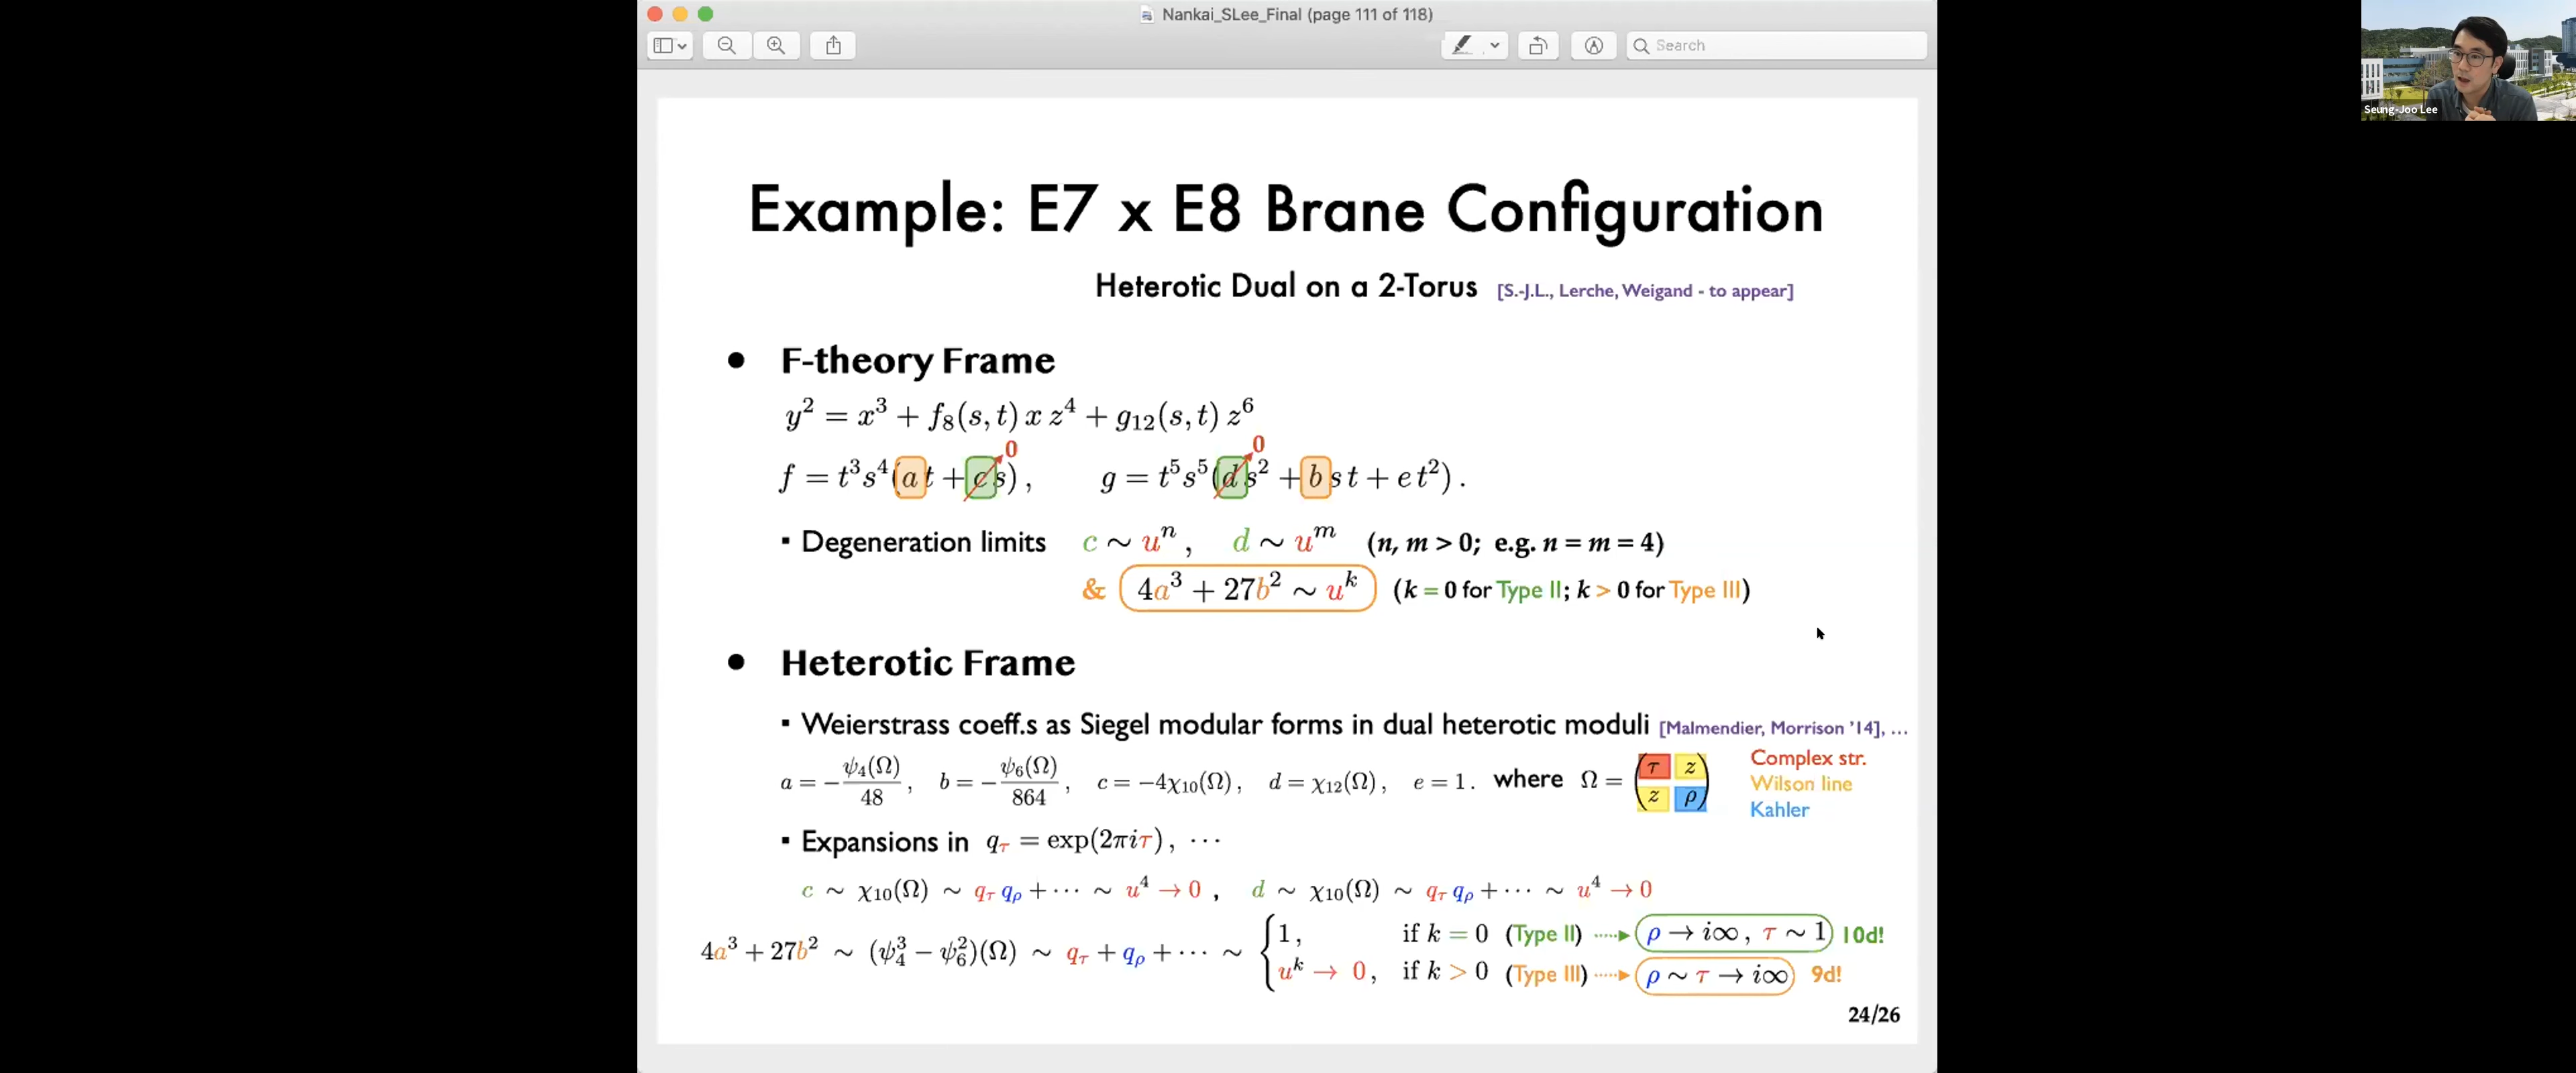 Nankai_SLee_Final (page 111 of 118)
Search
Seung-Joo Lee
Example: E7 x E8 Brane Configuration
Heterotic Dual on a 2-Torus [S.-J.L., Lerche, Weigand - to appear]
● F-theory Frame
y² = x³ + f₈(s, t) x z⁴ + g₁₂(s, t) z⁶
0 0
f = t³s⁴(at + cs), g = t⁵s⁵(ds² + bst + et²).
▪ Degeneration limits c ∼ uⁿ, d ∼ uᵐ (n, m > 0; e.g. n = m = 4)
& 4a³ + 27b² ∼ uᵏ (k = 0 for Type II; k > 0 for Type III)
● Heterotic Frame
▪ Weierstrass coeff.s as Siegel modular forms in dual heterotic moduli [Malmendier, Morrison '14], ...
a = −ψ₄(Ω)/48, b = −ψ₆(Ω)/864, c = −4χ₁₀(Ω), d = χ₁₂(Ω), e = 1. where Ω = (τ z; z ρ)
Complex str.
Wilson line
Kahler
▪ Expansions in q_τ = exp(2πiτ), ⋯
c ∼ χ₁₀(Ω) ∼ q_τ q_ρ + ⋯ ∼ u⁴ → 0, d ∼ χ₁₀(Ω) ∼ q_τ q_ρ + ⋯ ∼ u⁴ → 0
4a³ + 27b² ∼ (ψ₄³ − ψ₆²)(Ω) ∼ q_τ + q_ρ + ⋯ ∼ { 1, if k = 0 (Type II) ⋯▸ ρ → i∞, τ ∼ 1 10d!
uᵏ → 0, if k > 0 (Type III) ⋯▸ ρ ∼ τ → i∞ 9d!
24/26